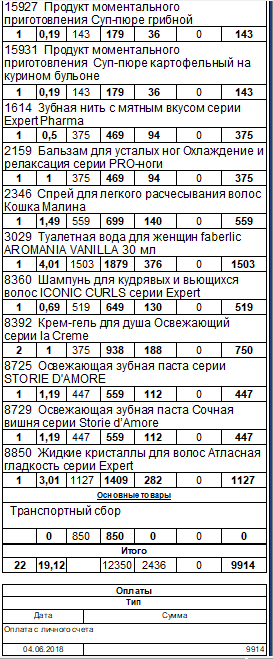 15927 Продукт моментального
приготовления Суп-пюре грибной
1 0,19 143 179 36 0 143
15931 Продукт моментального
приготовления Суп-пюре картофельный на
курином бульоне
1 0,19 143 179 36 0 143
1614 Зубная нить с мятным вкусом серии
Expert Pharma
1 0,5 375 469 94 0 375
2159 Бальзам для усталых ног Охлаждение и
релаксация серии PRO-ноги
1 1 375 469 94 0 375
2346 Спрей для легкого расчесывания волос
Кошка Малина
1 1,49 559 699 140 0 559
3029 Туалетная вода для женщин faberlic
AROMANIA VANILLA 30 мл
1 4,01 1503 1879 376 0 1503
8360 Шампунь для кудрявых и вьющихся
волос ICONIC CURLS серии Expert
1 0,69 519 649 130 0 519
8392 Крем-гель для душа Освежающий
серии la Creme
2 1 375 938 188 0 750
8725 Освежающая зубная паста серии
STORIE D'AMORE
1 1,19 447 559 112 0 447
8729 Освежающая зубная паста Сочная
вишня серии Storie d'Amore
1 1,19 447 559 112 0 447
8850 Жидкие кристаллы для волос Атласная
гладкость серии Expert
1 3,01 1127 1409 282 0 1127
Основные товары
Транспортный сбор
0 850 850 0 0 0
Итого
22 19,12 12350 2436 0 9914
Оплаты
Тип
Дата Сумма
Оплата с личного счета
04.06.2018 9914